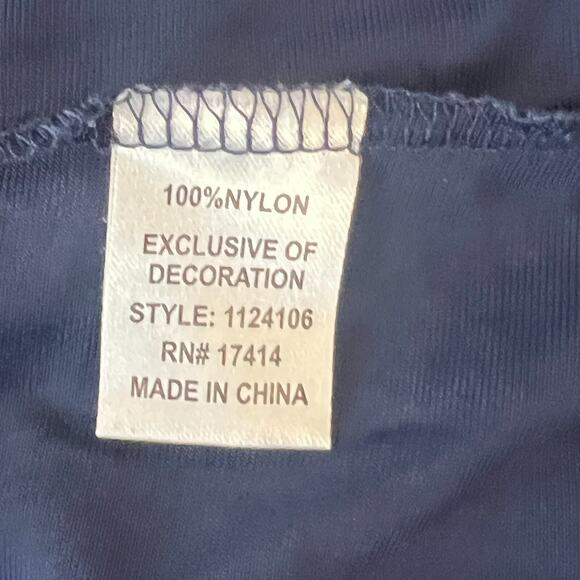 100%NYLON
EXCLUSIVE OF
DECORATION
STYLE: 1124106
RN# 17414
MADE IN CHINA